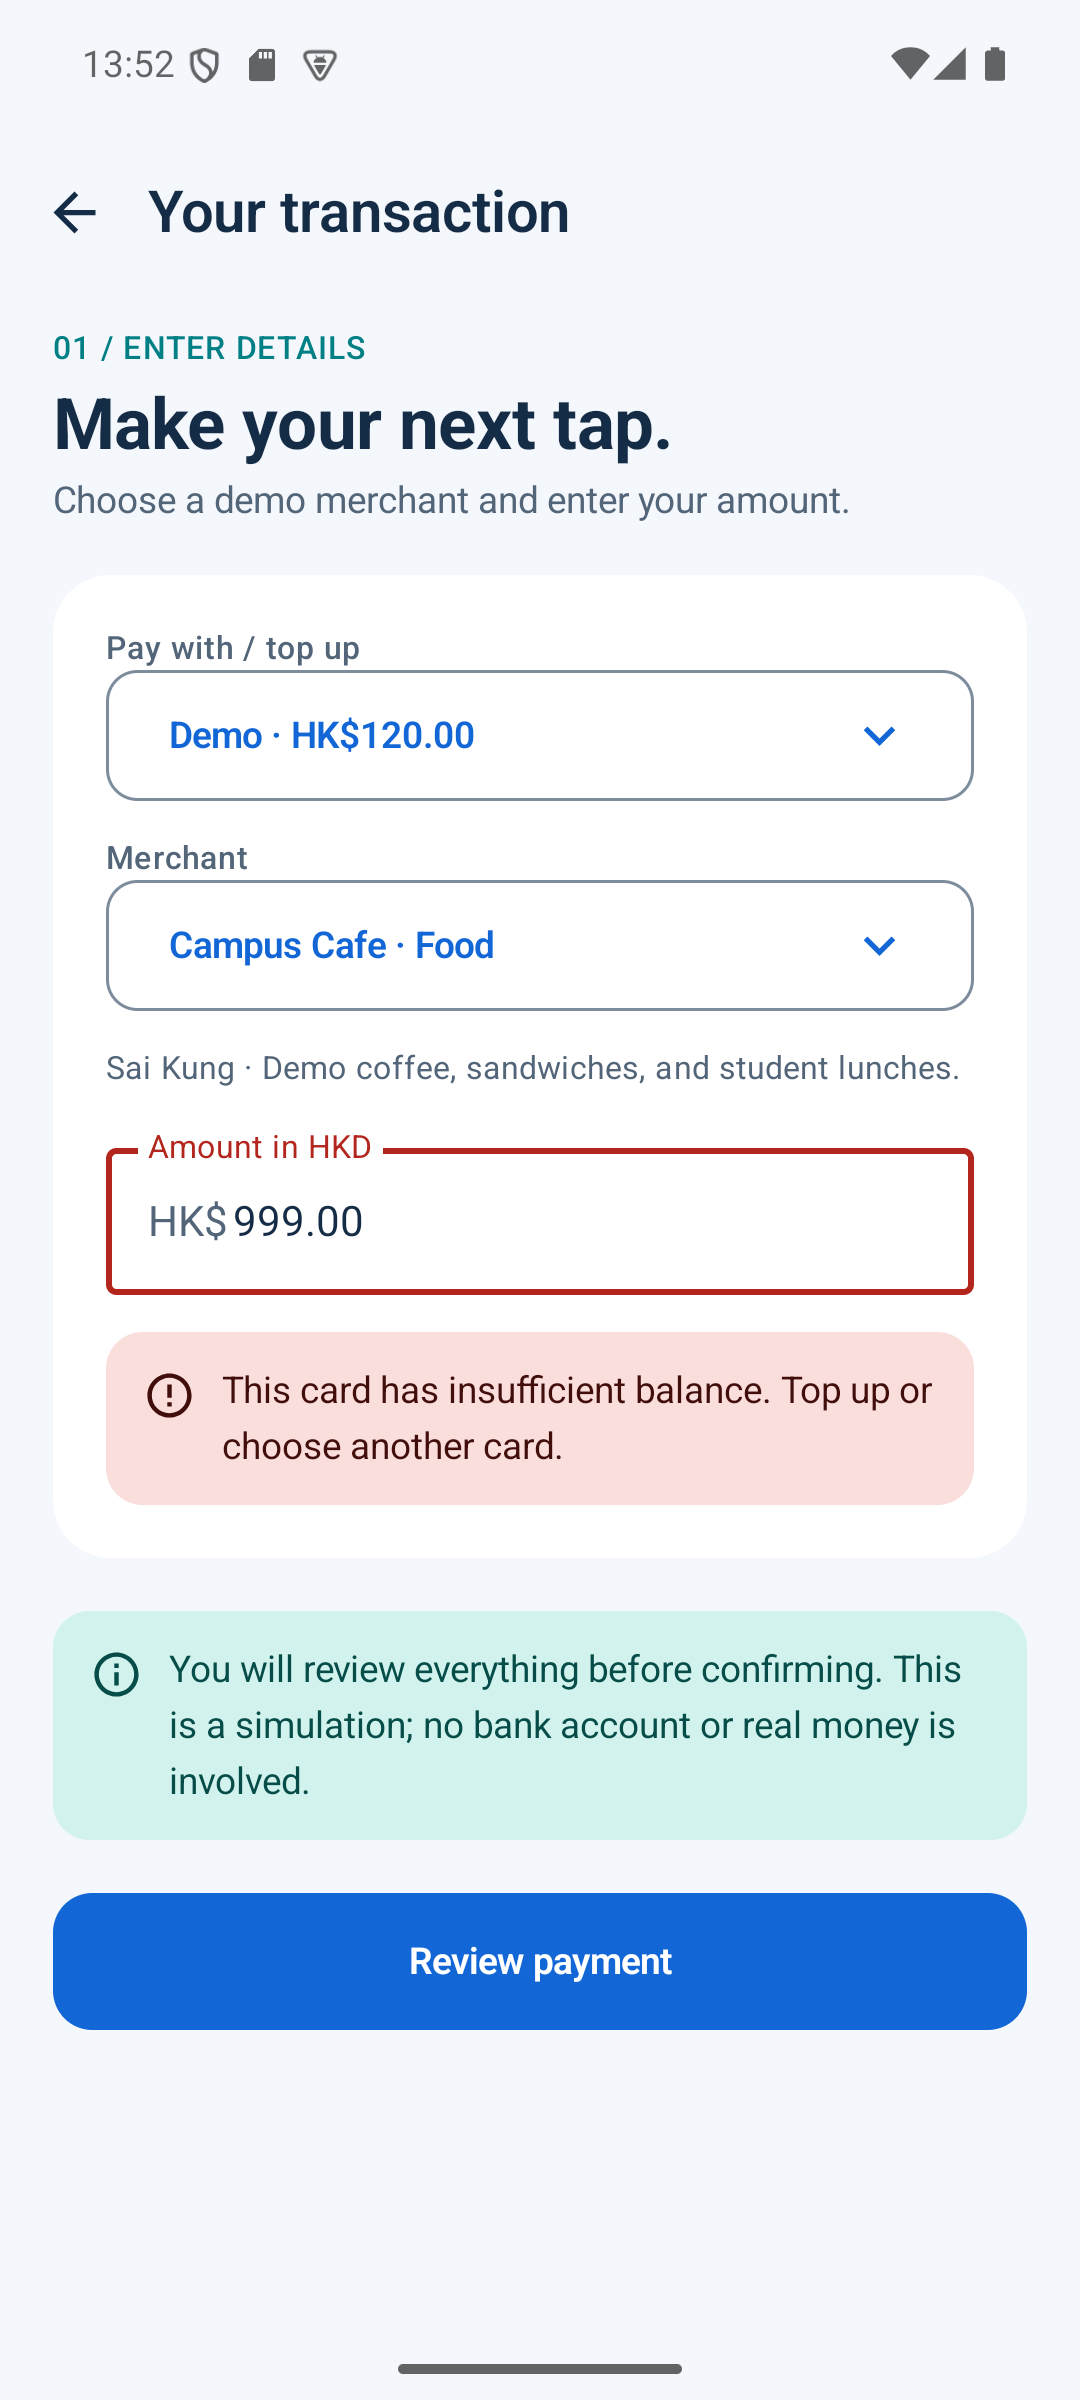 13:52
Your transaction
01 / ENTER DETAILS
Make your next tap.
Choose a demo merchant and enter your amount.
Pay with / top up
Demo · HK$120.00
Merchant
Campus Cafe · Food
Sai Kung · Demo coffee, sandwiches, and student lunches.
Amount in HKD
HK$ 999.00
This card has insufficient balance. Top up or
choose another card.
You will review everything before confirming. This
is a simulation; no bank account or real money is
involved.
Review payment